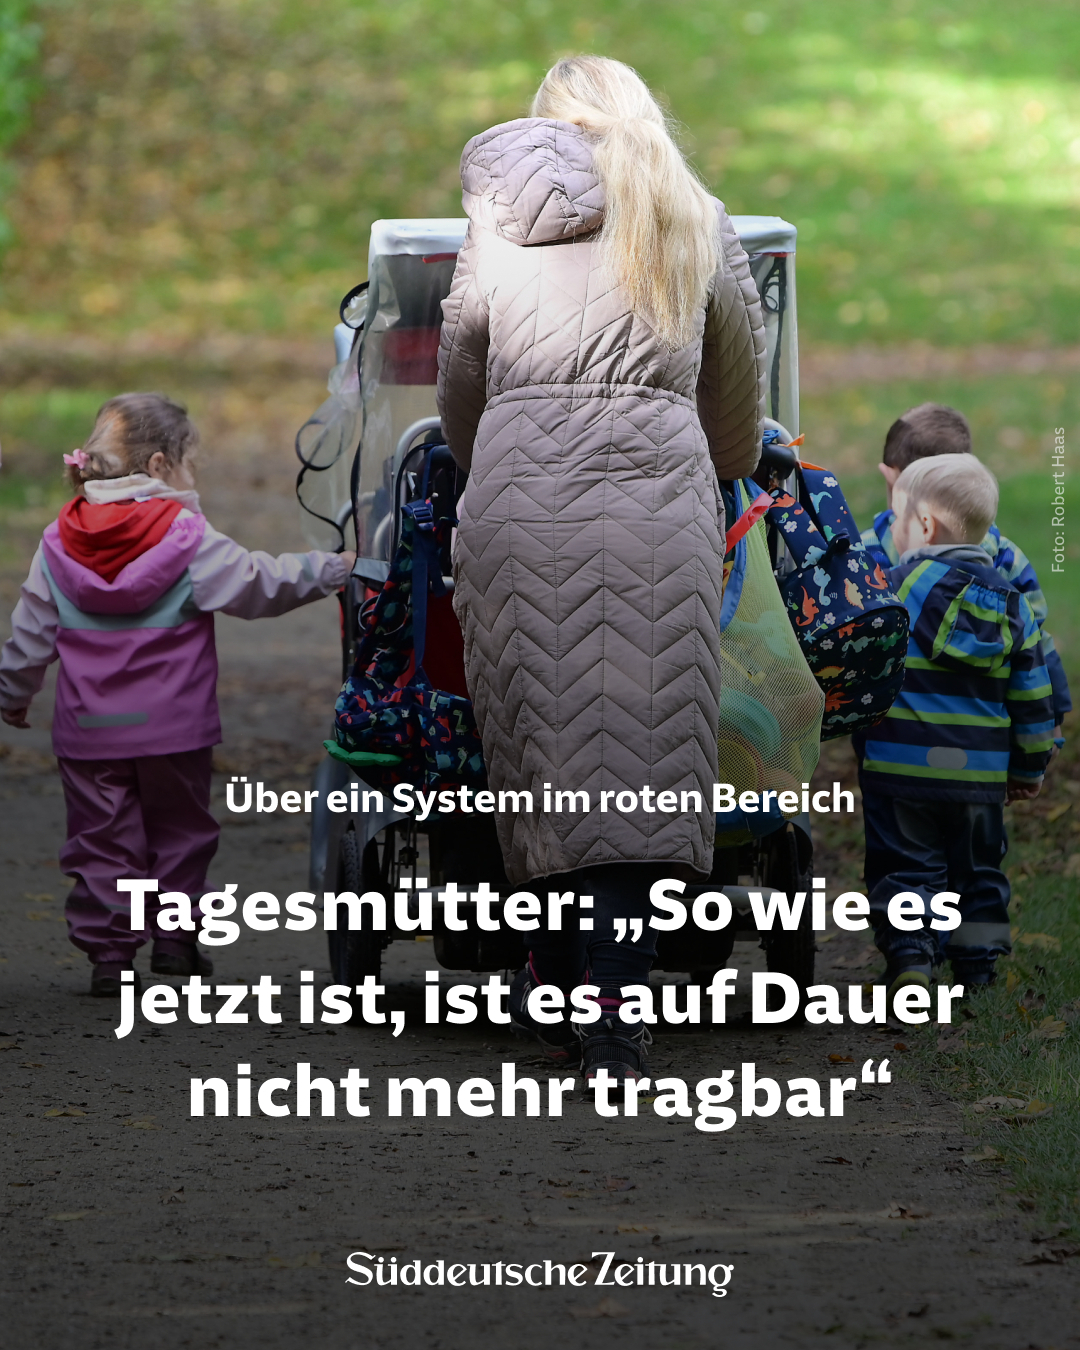 Foto: Robert Haas
Über ein System im roten Bereich
Tagesmütter: „So wie es
jetzt ist, ist es auf Dauer
nicht mehr tragbar“
Süddeutsche Zeitung